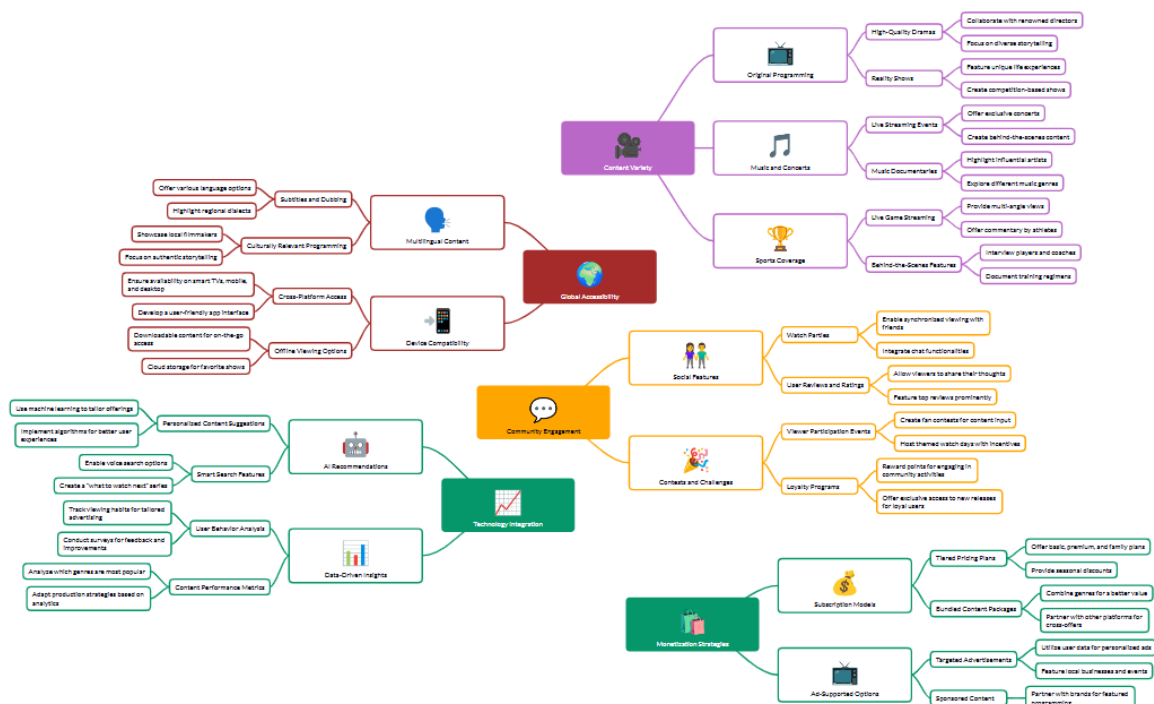 Content Variety
Original Programming
High-Quality Dramas
Collaborate with renowned directors
Focus on diverse storytelling
Reality Shows
Feature unique life experiences
Create competition-based shows
Music and Concerts
Live Streaming Events
Offer exclusive concerts
Create behind-the-scenes content
Music Documentaries
Highlight influential artists
Explore different music genres
Sports Coverage
Live Game Streaming
Provide multi-angle views
Offer commentary by athletes
Behind-the-Scenes Features
Interview players and coaches
Document training regimens
Global Accessibility
Multilingual Content
Subtitles and Dubbing
Offer various language options
Highlight regional dialects
Culturally Relevant Programming
Showcase local filmmakers
Focus on authentic storytelling
Device Compatibility
Cross-Platform Access
Ensure availability on smart TVs, mobile,
and desktop
Develop a user-friendly app interface
Offline Viewing Options
Downloadable content for on-the-go
access
Cloud storage for favorite shows
Community Engagement
Social Features
Watch Parties
Enable synchronized viewing with
friends
Integrate chat functionalities
User Reviews and Ratings
Allow viewers to share their thoughts
Feature top reviews prominently
Contests and Challenges
Viewer Participation Events
Create fan contests for content input
Host themed watch days with incentives
Loyalty Programs
Reward points for engaging in
community activities
Offer exclusive access to new releases
for loyal users
Technology Integration
AI Recommendations
Personalized Content Suggestions
Use machine learning to tailor offerings
Implement algorithms for better user
experiences
Smart Search Features
Enable voice search options
Create a "what to watch next" series
Data-Driven Insights
User Behavior Analysis
Track viewing habits for tailored
advertising
Conduct surveys for feedback and
improvements
Content Performance Metrics
Analyze which genres are most popular
Adapt production strategies based on
analytics
Monetization Strategies
Subscription Models
Tiered Pricing Plans
Offer basic, premium, and family plans
Provide seasonal discounts
Bundled Content Packages
Combine genres for a better value
Partner with other platforms for
cross-offers
Ad-Supported Options
Targeted Advertisements
Utilize user data for personalized ads
Feature local businesses and events
Sponsored Content
Partner with brands for featured
programming